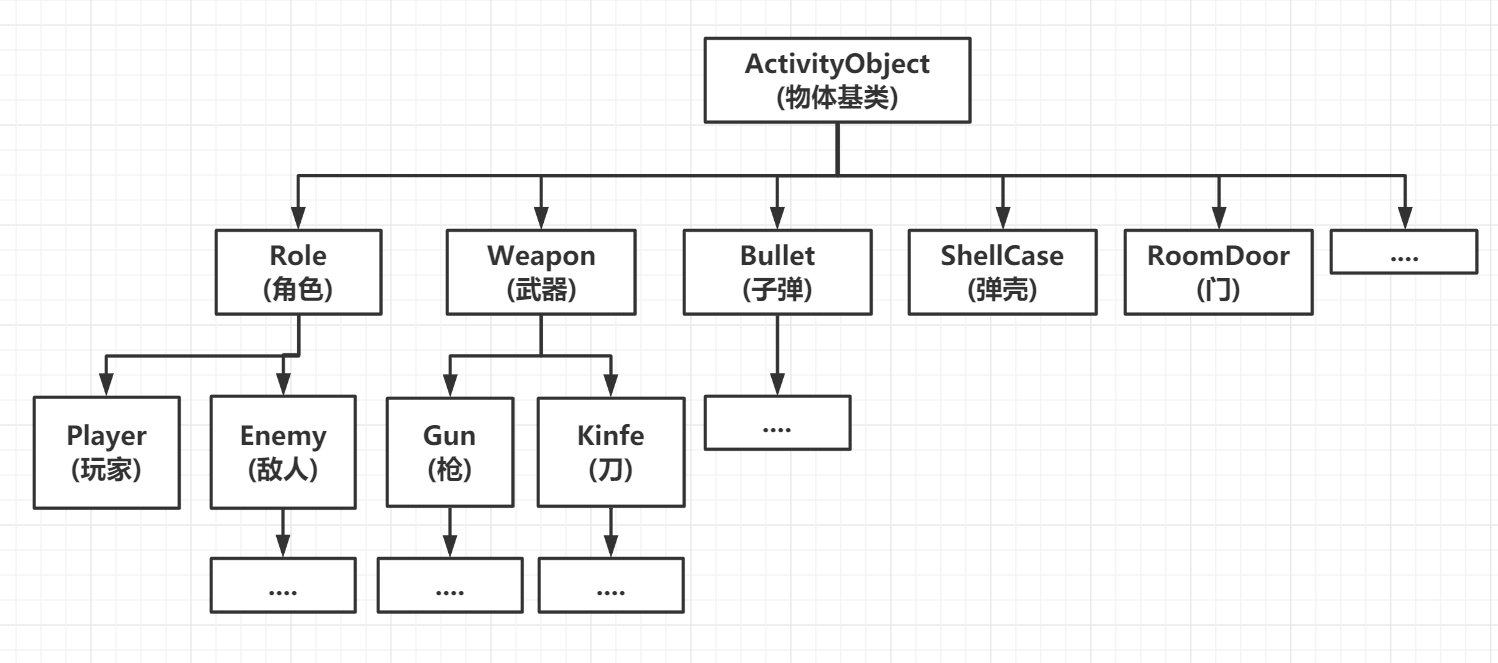 ActivityObject
(物体基类)
Role
(角色)
Weapon
(武器)
Bullet
(子弹)
ShellCase
(弹壳)
RoomDoor
(门)
....
Player
(玩家)
Enemy
(敌人)
Gun
(枪)
Kinfe
(刀)
....
....
....
....